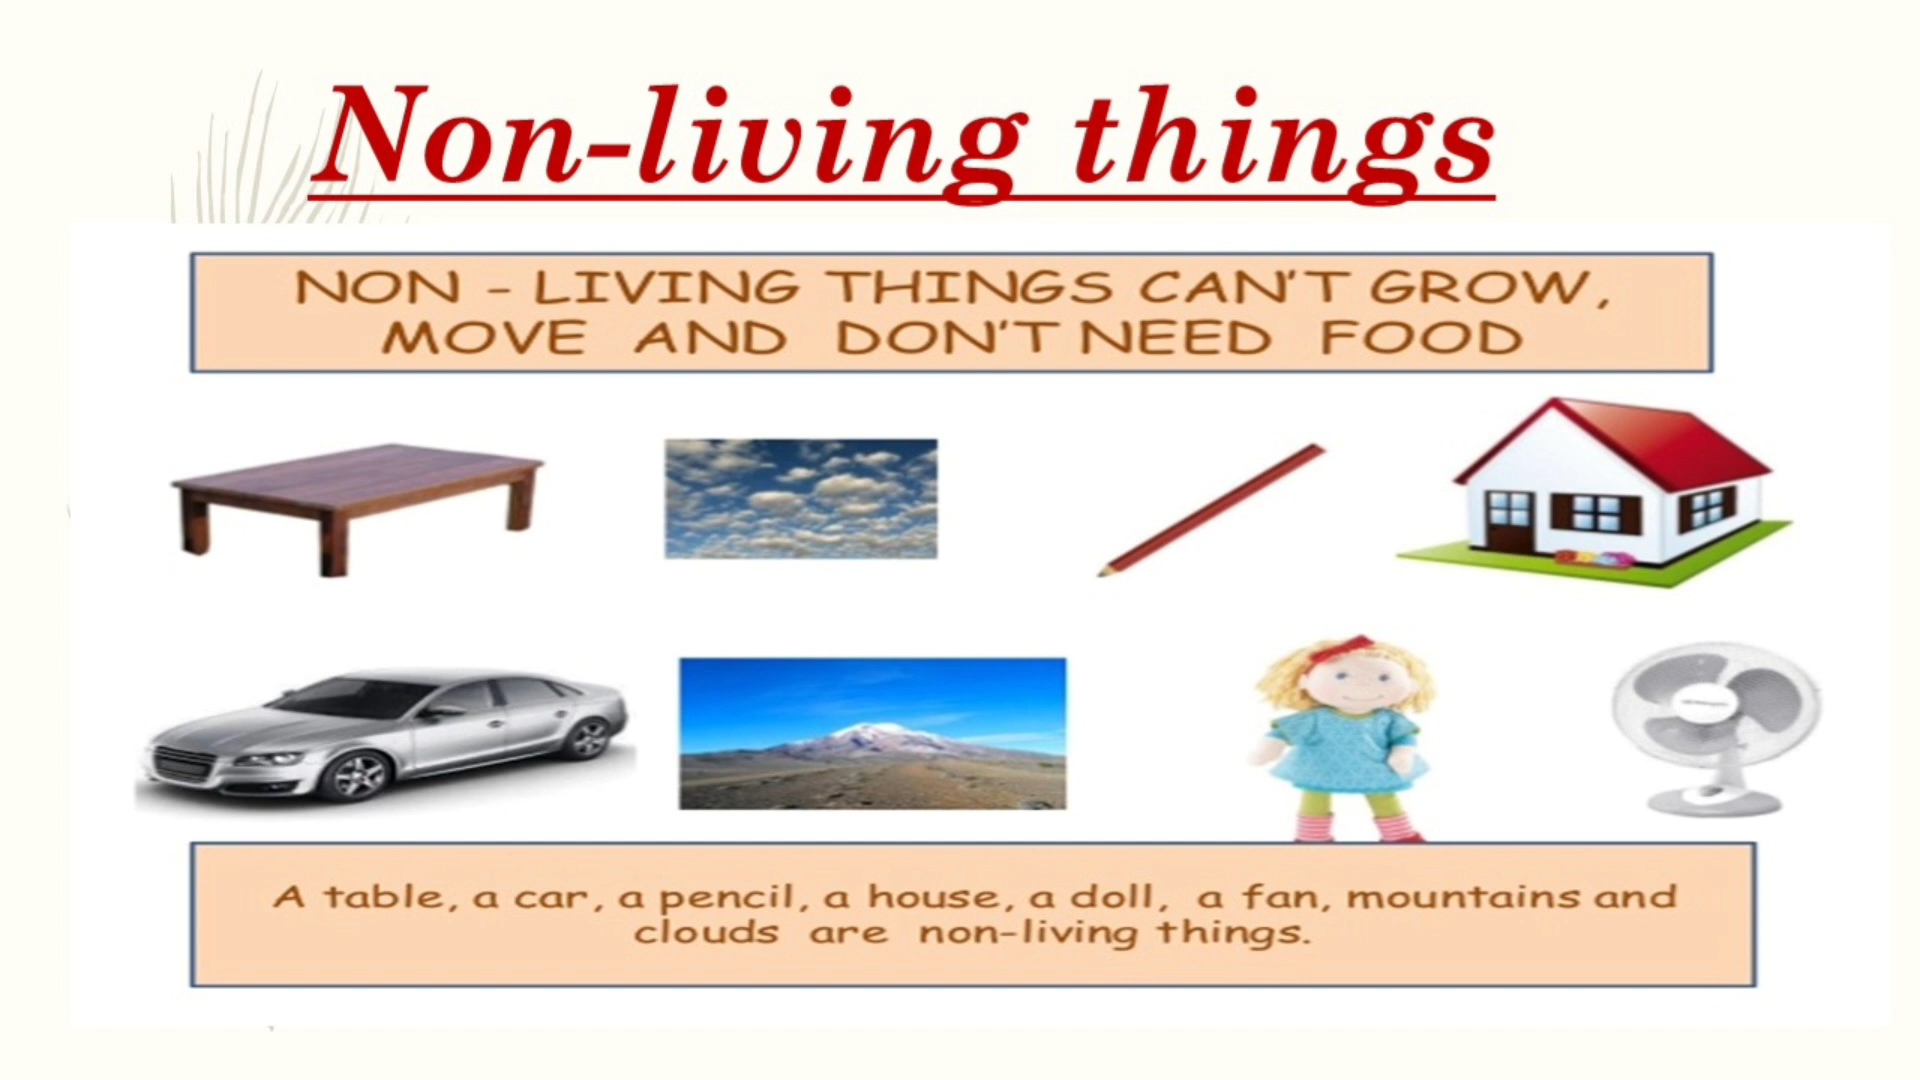 Non-living things
NON - LIVING THINGS CAN'T GROW,
MOVE AND DON'T NEED FOOD
A table, a car, a pencil, a house, a doll, a fan, mountains and
clouds are non-living things.